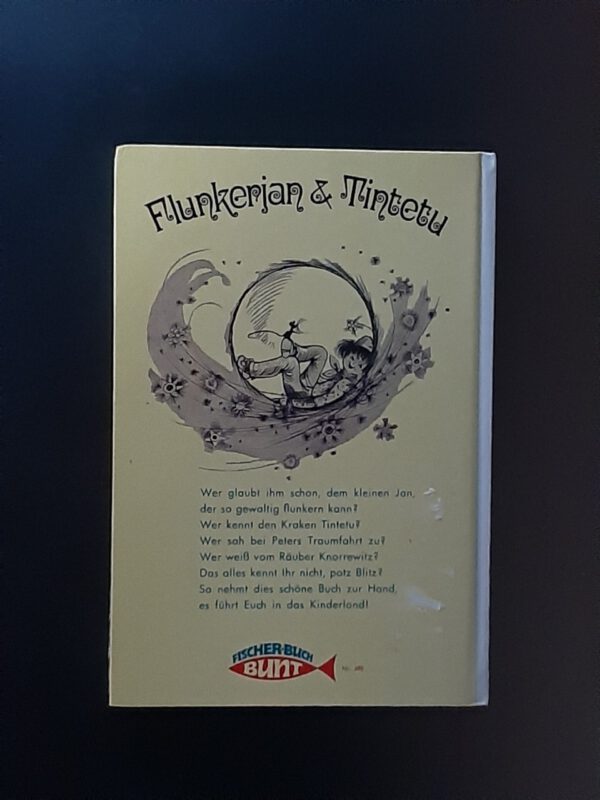 Flunkerjan & Tintetu
Wer glaubt ihm schon, dem kleinen Jan,
der so gewaltig flunkern kann?
Wer kennt den Kraken Tintetu?
Wer sah bei Peters Traumfahrt zu?
Wer weiß vom Räuber Knorrewitz?
Das alles kennt Ihr nicht, potz Blitz?
So nehmt dies schöne Buch zur Hand,
es führt Euch in das Kinderland!
FISCHER-BUCH
BUNT
Nr.